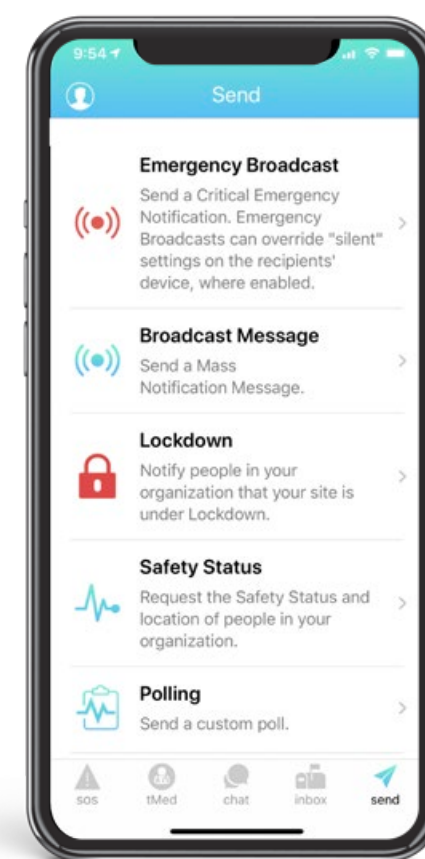 9:54
Send
Emergency Broadcast
Send a Critical Emergency
Notification. Emergency
Broadcasts can override "silent"
settings on the recipients'
device, where enabled.
Broadcast Message
Send a Mass
Notification Message.
Lockdown
Notify people in your
organization that your site is
under Lockdown.
Safety Status
Request the Safety Status and
location of people in your
organization.
Polling
Send a custom poll.
sos tMed chat inbox send